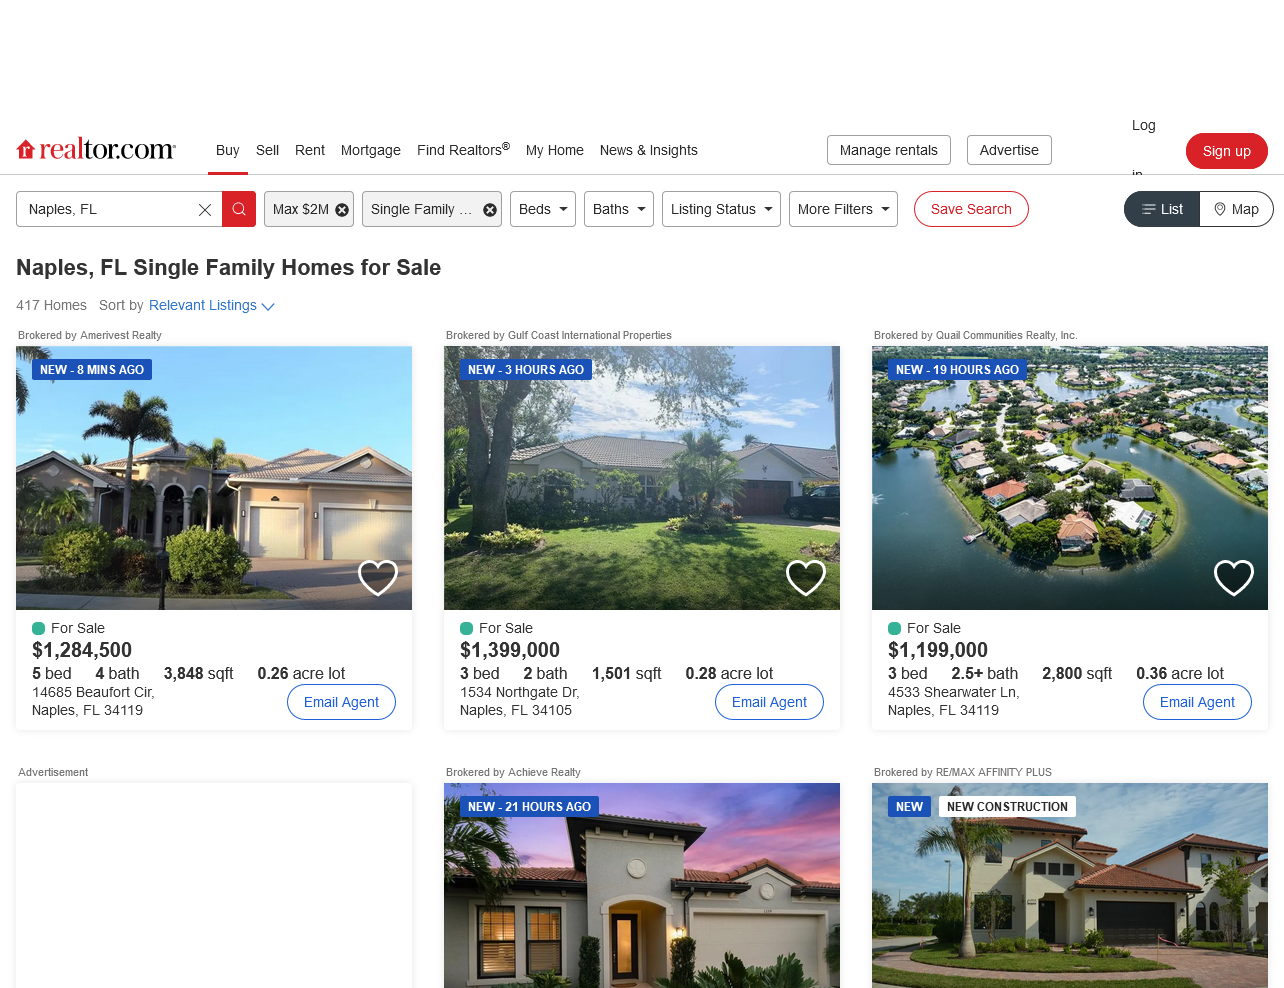 realtor.com
Buy
Sell
Rent
Mortgage
Find Realtors®
My Home
News & Insights
Manage rentals
Advertise
Log
in
Sign up
Naples, FL
Max $2M
Single Family ...
Beds
Baths
Listing Status
More Filters
Save Search
List
Map
Naples, FL Single Family Homes for Sale
417 Homes
Sort by Relevant Listings
Brokered by Amerivest Realty
NEW - 8 MINS AGO
For Sale
$1,284,500
5 bed 4 bath 3,848 sqft 0.26 acre lot
14685 Beaufort Cir,
Naples, FL 34119
Email Agent
Brokered by Gulf Coast International Properties
NEW - 3 HOURS AGO
For Sale
$1,399,000
3 bed 2 bath 1,501 sqft 0.28 acre lot
1534 Northgate Dr,
Naples, FL 34105
Email Agent
Brokered by Quail Communities Realty, Inc.
NEW - 19 HOURS AGO
For Sale
$1,199,000
3 bed 2.5+ bath 2,800 sqft 0.36 acre lot
4533 Shearwater Ln,
Naples, FL 34119
Email Agent
Advertisement
Brokered by Achieve Realty
NEW - 21 HOURS AGO
Brokered by RE/MAX AFFINITY PLUS
NEW
NEW CONSTRUCTION